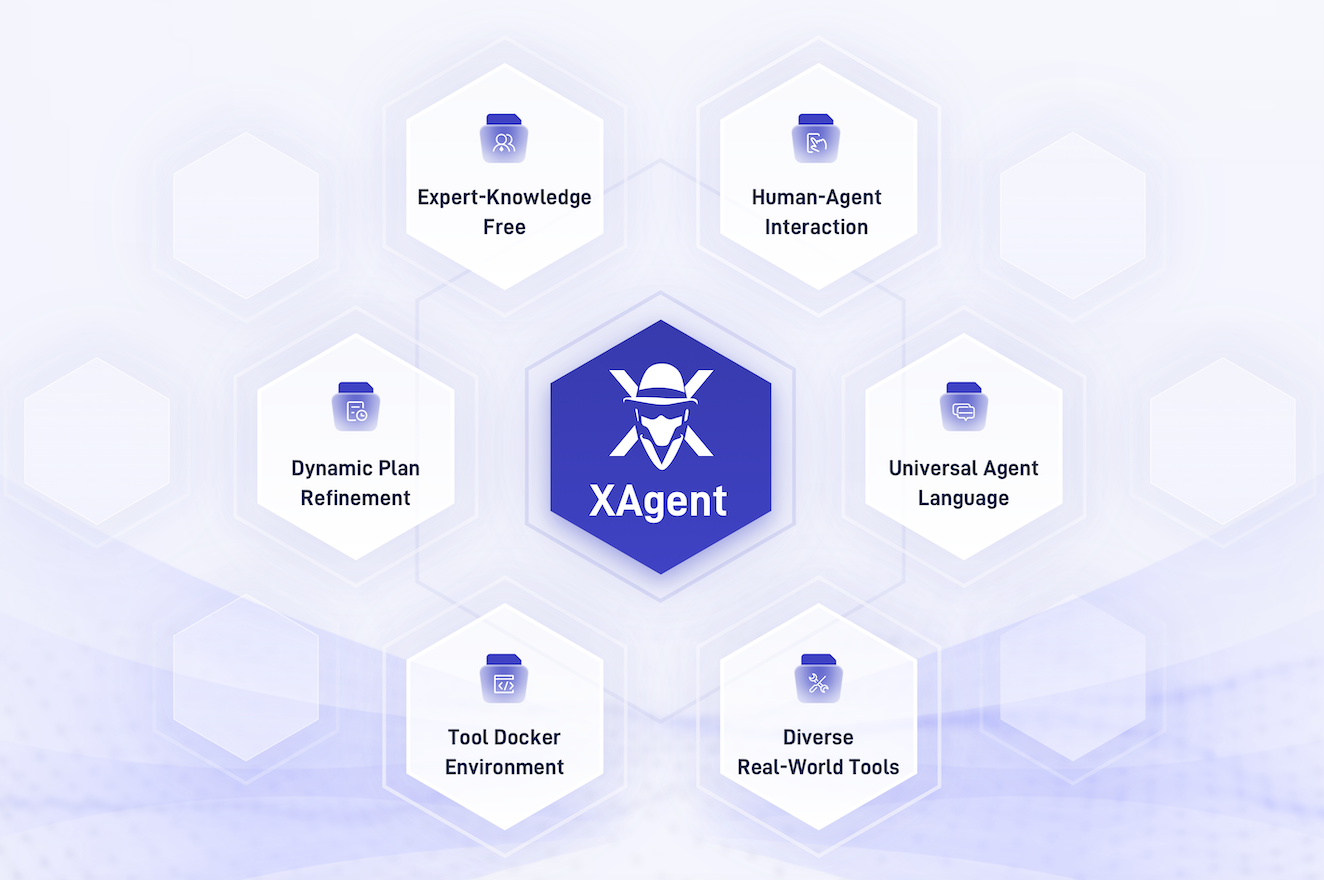 Expert-Knowledge
Free
Human-Agent
Interaction
Dynamic Plan
Refinement
XAgent
Universal Agent
Language
Tool Docker
Environment
Diverse
Real-World Tools